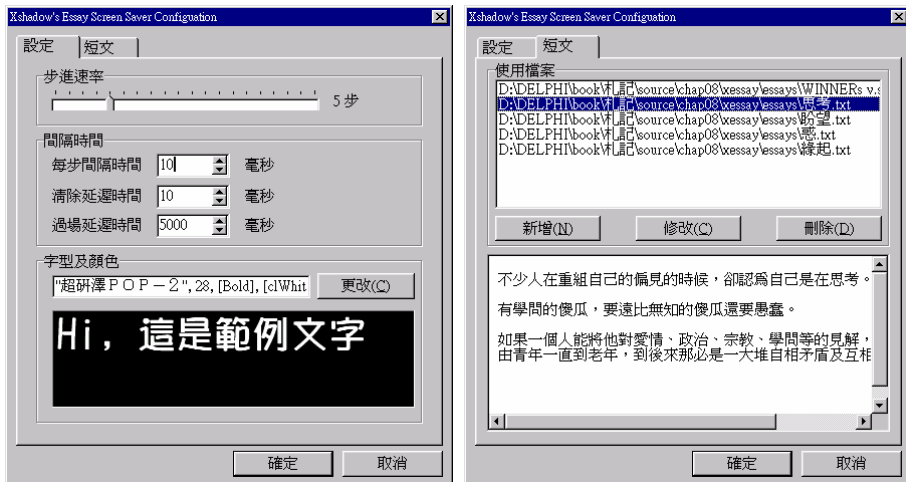 Xshadow's Essay Screen Saver Configuation
設定
短文
步進速率
5 步
間隔時間
每步間隔時間
10
毫秒
清除延遲時間
10
毫秒
過場延遲時間
5000
毫秒
字型及顏色
"超研澤ＰＯＰ－２", 28, [Bold], [clWhit
更改(C)
Hi, 這是範例文字
確定
取消
Xshadow's Essay Screen Saver Configuation
設定
短文
使用檔案
D:\DELPHI\book\札記\source\chap08\xessay\essays\WINNERs v.s
D:\DELPHI\book\札記\source\chap08\xessay\essays\思考.txt
D:\DELPHI\book\札記\source\chap08\xessay\essays\盼望.txt
D:\DELPHI\book\札記\source\chap08\xessay\essays\惑.txt
D:\DELPHI\book\札記\source\chap08\xessay\essays\緣起.txt
新增(N)
修改(C)
刪除(D)
不少人在重組自己的偏見的時候，卻認爲自己是在思考。
有學問的傻瓜，要遠比無知的傻瓜還要愚蠢。
如果一個人能將他對愛情、政治、宗教、學問等的見解，
由青年一直到老年，到後來那必是一大堆自相矛盾及互相
確定
取消